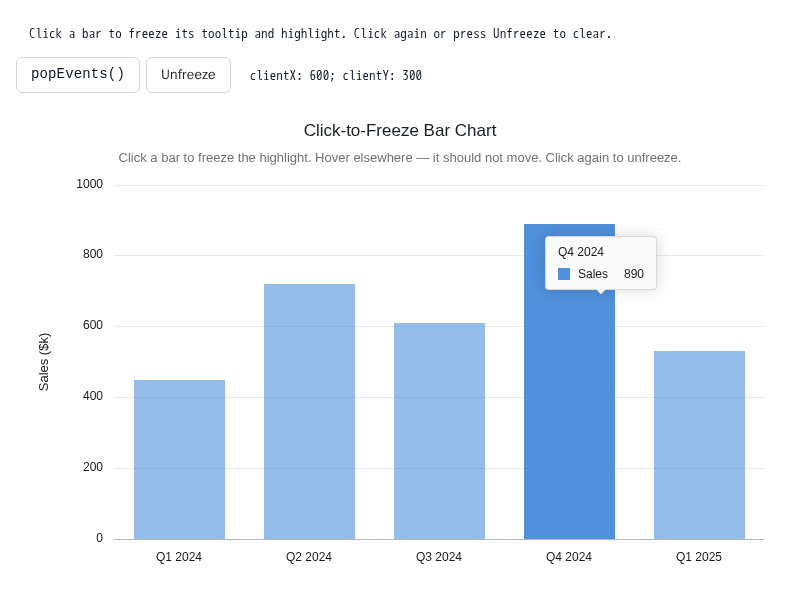 Click a bar to freeze its tooltip and highlight. Click again or press Unfreeze to clear.
popEvents() Unfreeze clientX: 600; clientY: 300
Click-to-Freeze Bar Chart
Click a bar to freeze the highlight. Hover elsewhere — it should not move. Click again to unfreeze.
1000
800
600
400
200
0
Sales ($k)
Q4 2024
Sales 890
Q1 2024 Q2 2024 Q3 2024 Q4 2024 Q1 2025